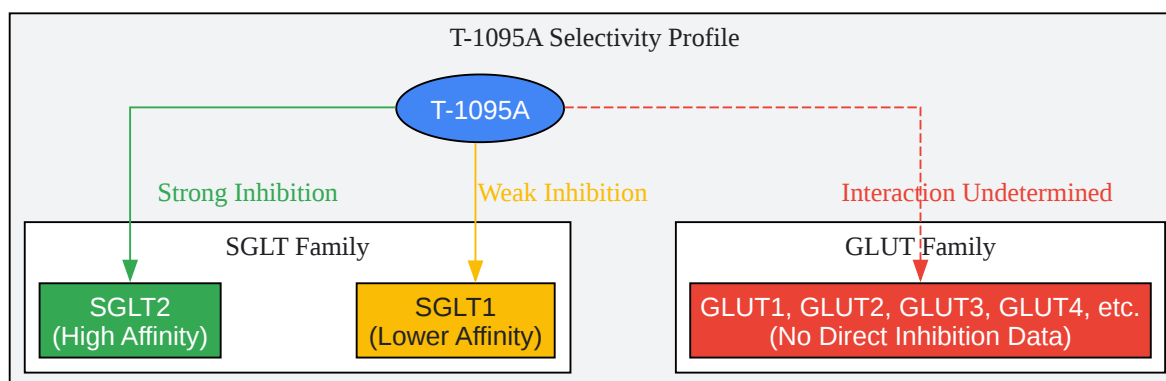 T-1095A Selectivity Profile
T-1095A
Strong Inhibition
Weak Inhibition
Interaction Undetermined
SGLT Family
GLUT Family
SGLT2
(High Affinity)
SGLT1
(Lower Affinity)
GLUT1, GLUT2, GLUT3, GLUT4, etc.
(No Direct Inhibition Data)